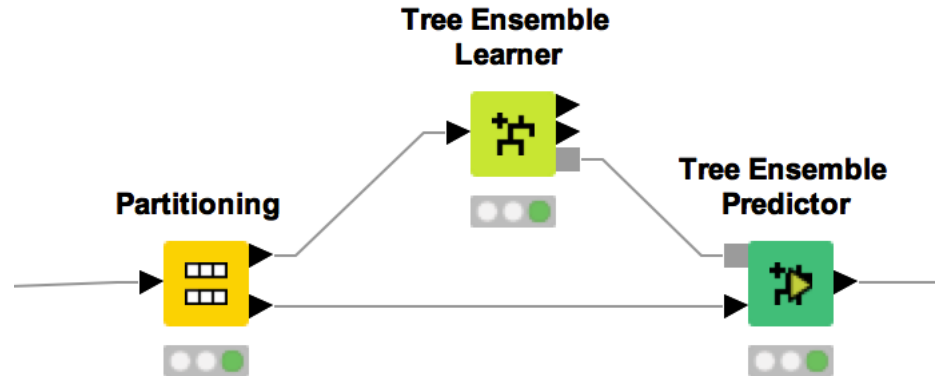 Tree Ensemble
Learner
Partitioning
Tree Ensemble
Predictor